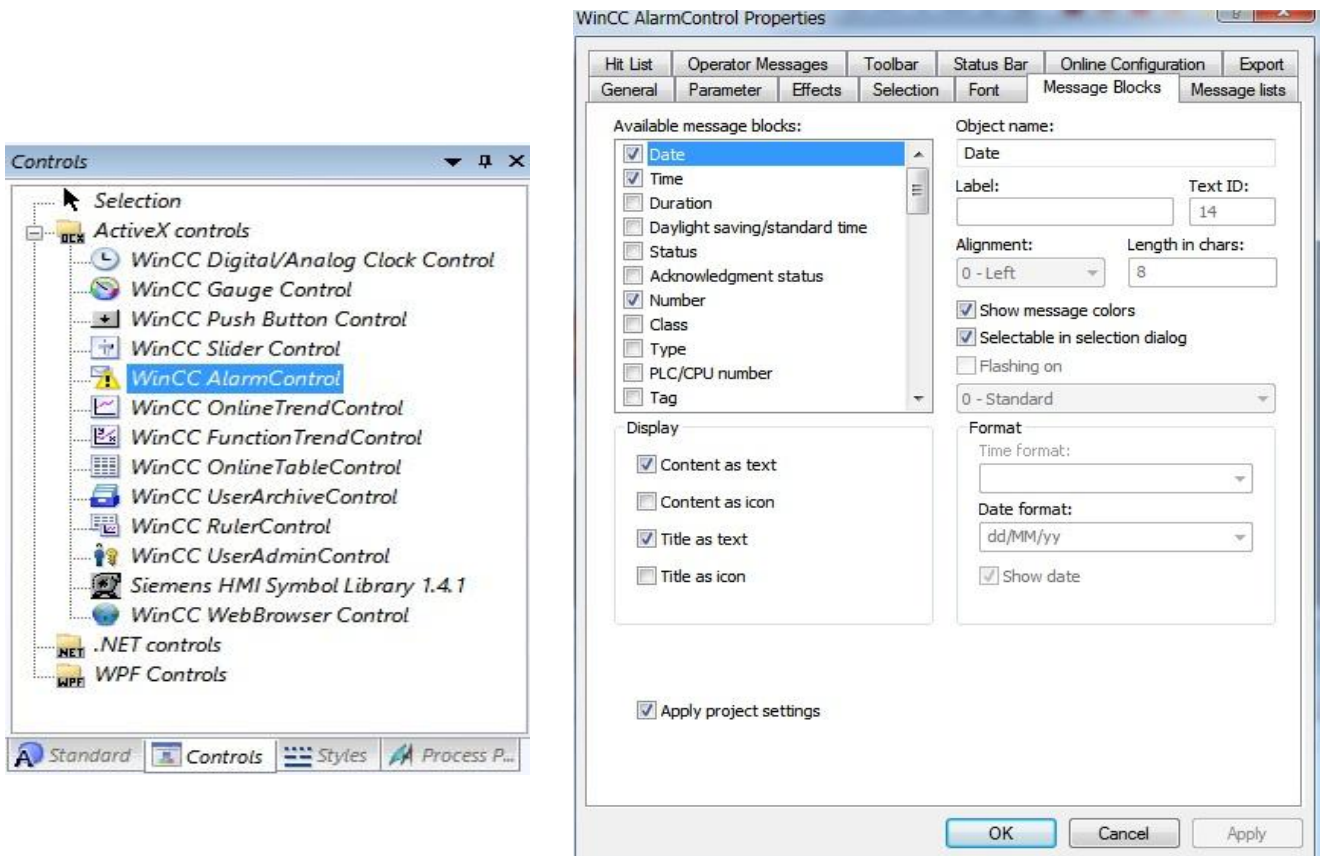 Controls
Selection
ActiveX controls
WinCC Digital/Analog Clock Control
WinCC Gauge Control
WinCC Push Button Control
WinCC Slider Control
WinCC AlarmControl
WinCC OnlineTrendControl
WinCC FunctionTrendControl
WinCC OnlineTableControl
WinCC UserArchiveControl
WinCC RulerControl
WinCC UserAdminControl
Siemens HMI Symbol Library 1.4.1
WinCC WebBrowser Control
.NET controls
WPF Controls
Standard Controls Styles Process P...
WinCC AlarmControl Properties
Hit List Operator Messages Toolbar Status Bar Online Configuration Export
General Parameter Effects Selection Font Message Blocks Message lists
Available message blocks:
Date
Time
Duration
Daylight saving/standard time
Status
Acknowledgment status
Number
Class
Type
PLC/CPU number
Tag
Object name:
Date
Label: Text ID:
14
Alignment: Length in chars:
0 - Left 8
Show message colors
Selectable in selection dialog
Flashing on
0 - Standard
Display
Content as text
Content as icon
Title as text
Title as icon
Format
Time format:
Date format:
dd/MM/yy
Show date
Apply project settings
OK Cancel Apply